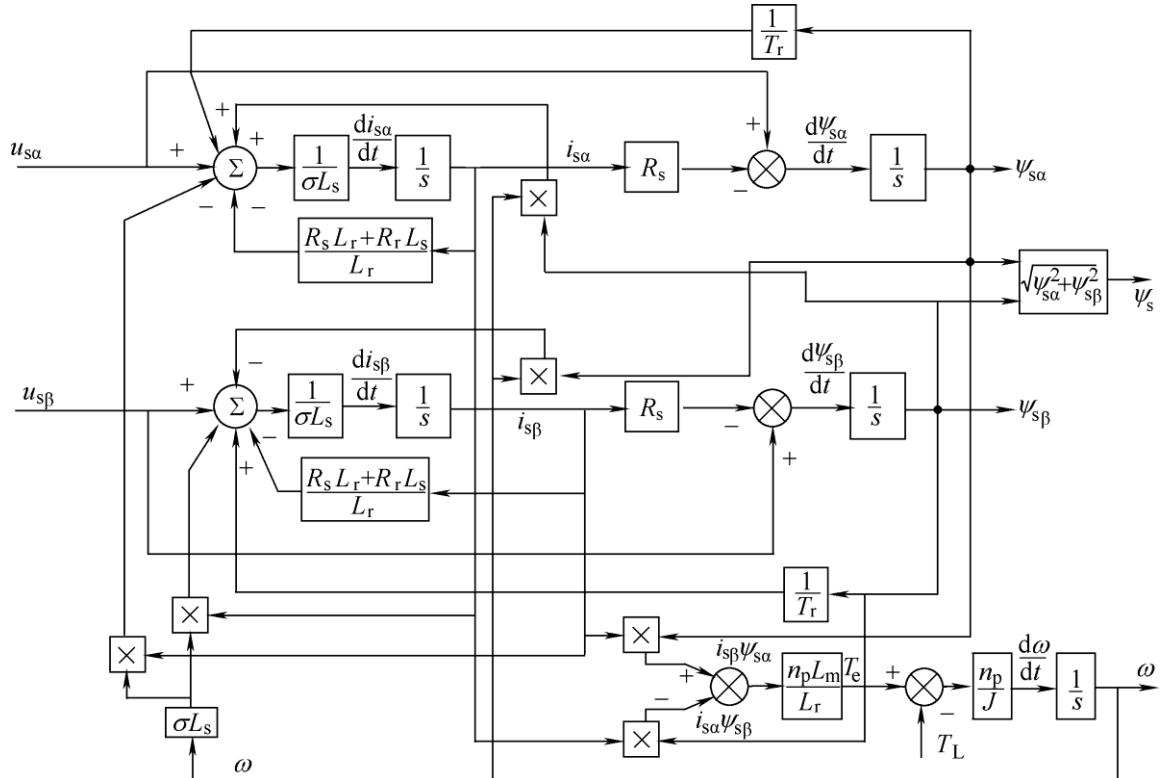 1/T_r
+
+ + dψ_sα/dt
u_sα + Σ 1/σL_s di_sα/dt 1/s i_sα R_s − ⊗ 1/s ψ_sα
− − ×
(R_s L_r+R_r L_s)/L_r
√(ψ_sα²+ψ_sβ²) ψ_s
− ×
u_sβ + Σ 1/σL_s di_sβ/dt 1/s i_sβ R_s − ⊗ dψ_sβ/dt 1/s ψ_sβ
− + +
(R_s L_r+R_r L_s)/L_r
1/T_r
×
× ×
i_sβψ_sα
+ ⊗ n_pL_m/L_r T_e + ⊗ n_p/J dω/dt 1/s ω
− −
i_sαψ_sβ
×
σL_s T_L
ω